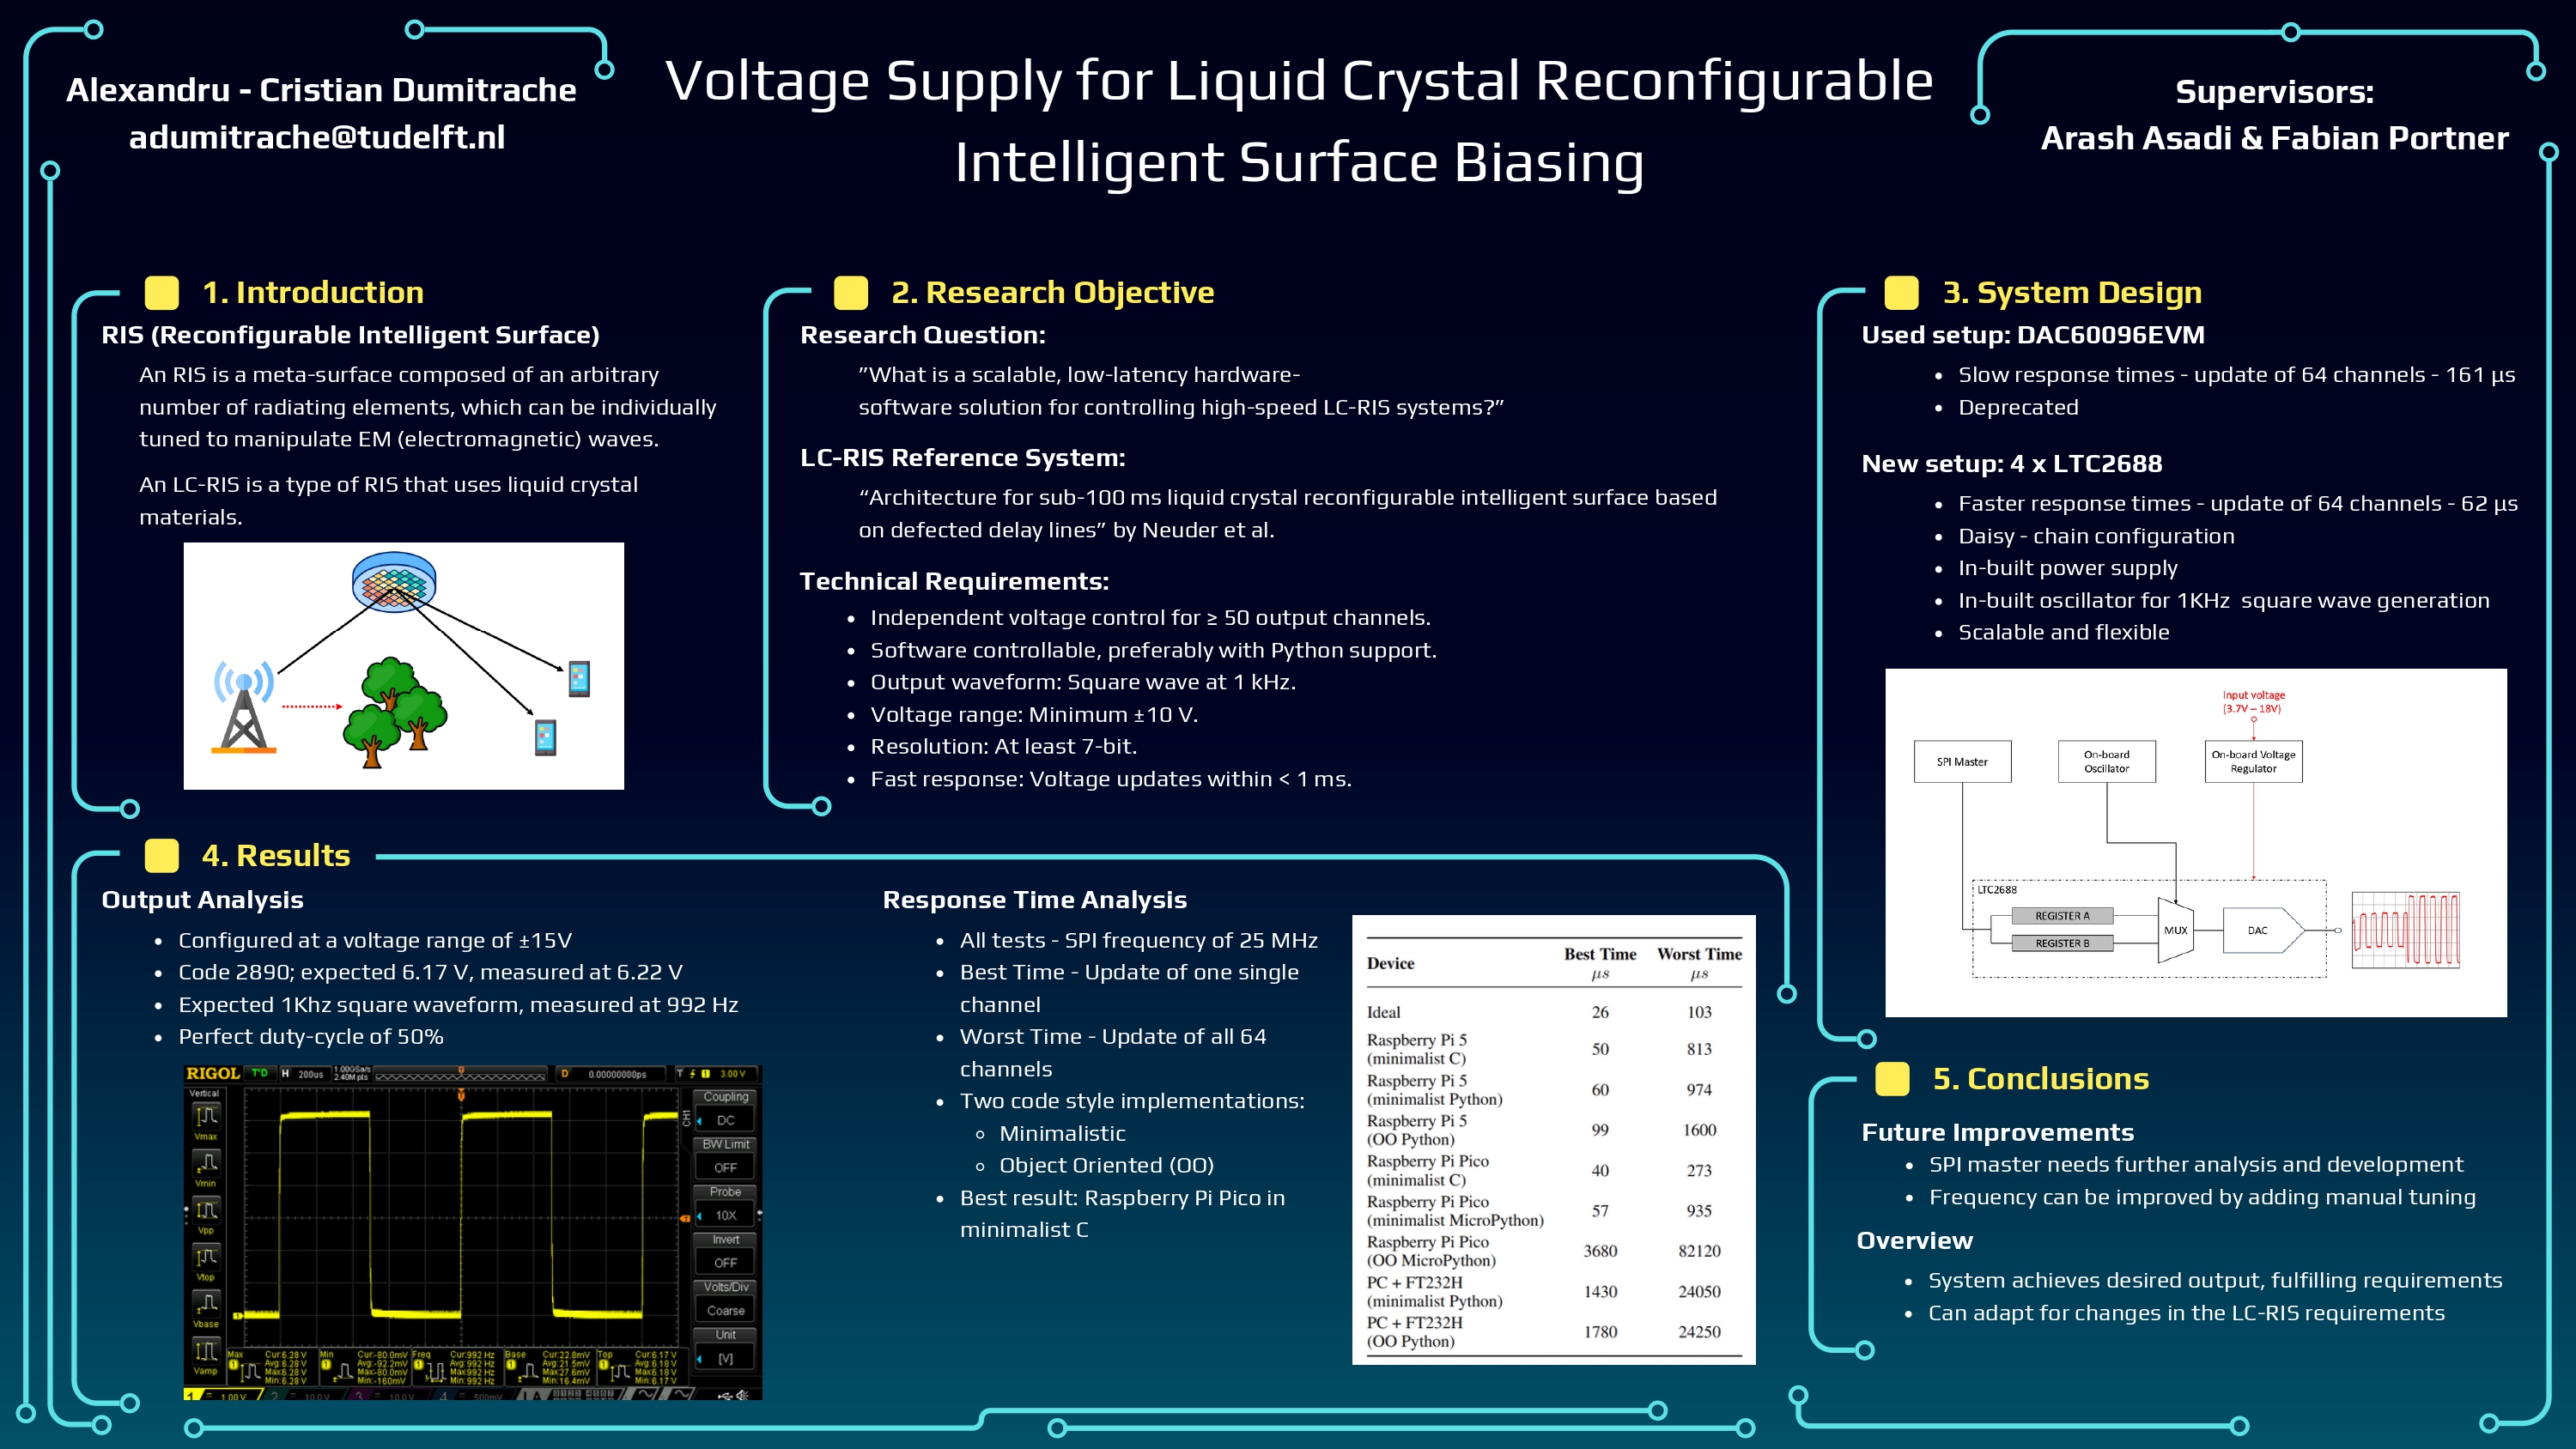 Alexandru - Cristian Dumitrache
adumitrache@tudelft.nl
Voltage Supply for Liquid Crystal Reconfigurable
Intelligent Surface Biasing
Supervisors:
Arash Asadi & Fabian Portner
1. Introduction
RIS (Reconfigurable Intelligent Surface)
An RIS is a meta-surface composed of an arbitrary
number of radiating elements, which can be individually
tuned to manipulate EM (electromagnetic) waves.
An LC-RIS is a type of RIS that uses liquid crystal
materials.
2. Research Objective
Research Question:
”What is a scalable, low-latency hardware-
software solution for controlling high-speed LC-RIS systems?”
LC-RIS Reference System:
“Architecture for sub-100 ms liquid crystal reconfigurable intelligent surface based
on defected delay lines” by Neuder et al.
Technical Requirements:
• Independent voltage control for ≥ 50 output channels.
• Software controllable, preferably with Python support.
• Output waveform: Square wave at 1 kHz.
• Voltage range: Minimum ±10 V.
• Resolution: At least 7-bit.
• Fast response: Voltage updates within < 1 ms.
3. System Design
Used setup: DAC60096EVM
• Slow response times - update of 64 channels - 161 µs
• Deprecated
New setup: 4 x LTC2688
• Faster response times - update of 64 channels - 62 µs
• Daisy - chain configuration
• In-built power supply
• In-built oscillator for 1KHz square wave generation
• Scalable and flexible
Input voltage
(3.7V – 18V)
SPI Master
On-board
Oscillator
On-board Voltage
Regulator
LTC2688
REGISTER A
REGISTER B
MUX
DAC
4. Results
Output Analysis
• Configured at a voltage range of ±15V
• Code 2890; expected 6.17 V, measured at 6.22 V
• Expected 1Khz square waveform, measured at 992 Hz
• Perfect duty-cycle of 50%
RIGOL T'D H 200us 1.00GSa/s 2.40M pts D 0.00000000ps T 1 3.00 V
Vertical
Vmax
Vmin
Vpp
Vtop
Vbase
Vamp
CH1
Coupling
DC
BW Limit
OFF
Probe
10X
Invert
OFF
Volts/Div
Coarse
Unit
[V]
Max Cur:6.28 V Min Cur:-80.0mV Freq Cur:992 Hz Base Cur:22.8mV Top Cur:6.17 V
Avg:6.28 V Avg:-92.2mV Avg:992 Hz Avg:21.5mV Avg:6.18 V
Max:6.28 V Max:-80.0mV Max:992 Hz Max:27.6mV Max:6.18 V
Min:6.28 V Min:-160mV Min:992 Hz Min:16.4mV Min:6.17 V
1 = 1.00 V 2 = 10.0 V 3 = 10.0 V 4 500mV LA
Response Time Analysis
• All tests - SPI frequency of 25 MHz
• Best Time - Update of one single
channel
• Worst Time - Update of all 64
channels
• Two code style implementations:
◦ Minimalistic
◦ Object Oriented (OO)
• Best result: Raspberry Pi Pico in
minimalist C
Device Best Time µs Worst Time µs
Ideal 26 103
Raspberry Pi 5
(minimalist C) 50 813
Raspberry Pi 5
(minimalist Python) 60 974
Raspberry Pi 5
(OO Python) 99 1600
Raspberry Pi Pico
(minimalist C) 40 273
Raspberry Pi Pico
(minimalist MicroPython) 57 935
Raspberry Pi Pico
(OO MicroPython) 3680 82120
PC + FT232H
(minimalist Python) 1430 24050
PC + FT232H
(OO Python) 1780 24250
5. Conclusions
Future Improvements
• SPI master needs further analysis and development
• Frequency can be improved by adding manual tuning
Overview
• System achieves desired output, fulfilling requirements
• Can adapt for changes in the LC-RIS requirements